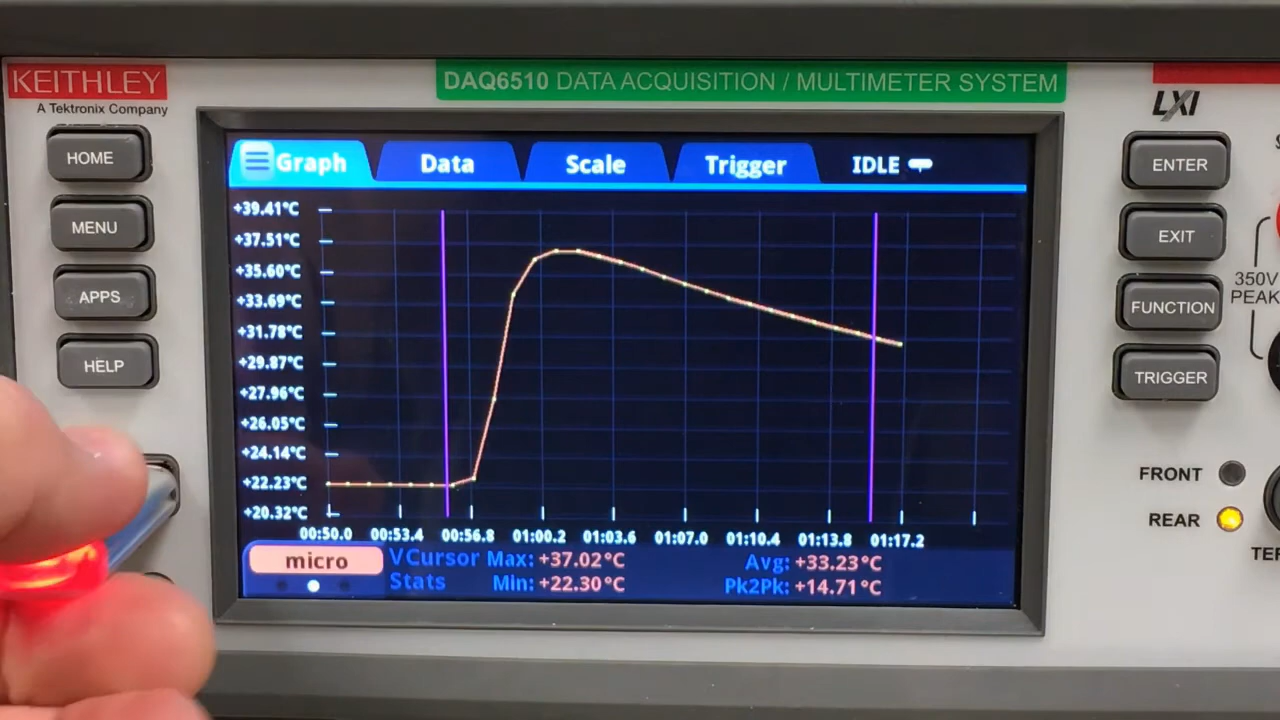 KEITHLEY
A Tektronix Company
DAQ6510 DATA ACQUISITION / MULTIMETER SYSTEM
LXI
HOME
MENU
APPS
HELP
Graph Data Scale Trigger IDLE
+39.41°C
+37.51°C
+35.60°C
+33.69°C
+31.78°C
+29.87°C
+27.96°C
+26.05°C
+24.14°C
+22.23°C
+20.32°C
00:50.0 00:53.4 00:56.8 01:00.2 01:03.6 01:07.0 01:10.4 01:13.8 01:17.2
micro VCursor Max: +37.02°C Avg: +33.23°C
Stats Min: +22.30°C Pk2Pk: +14.71°C
ENTER
EXIT
FUNCTION
TRIGGER
350V
PEAK
FRONT
REAR